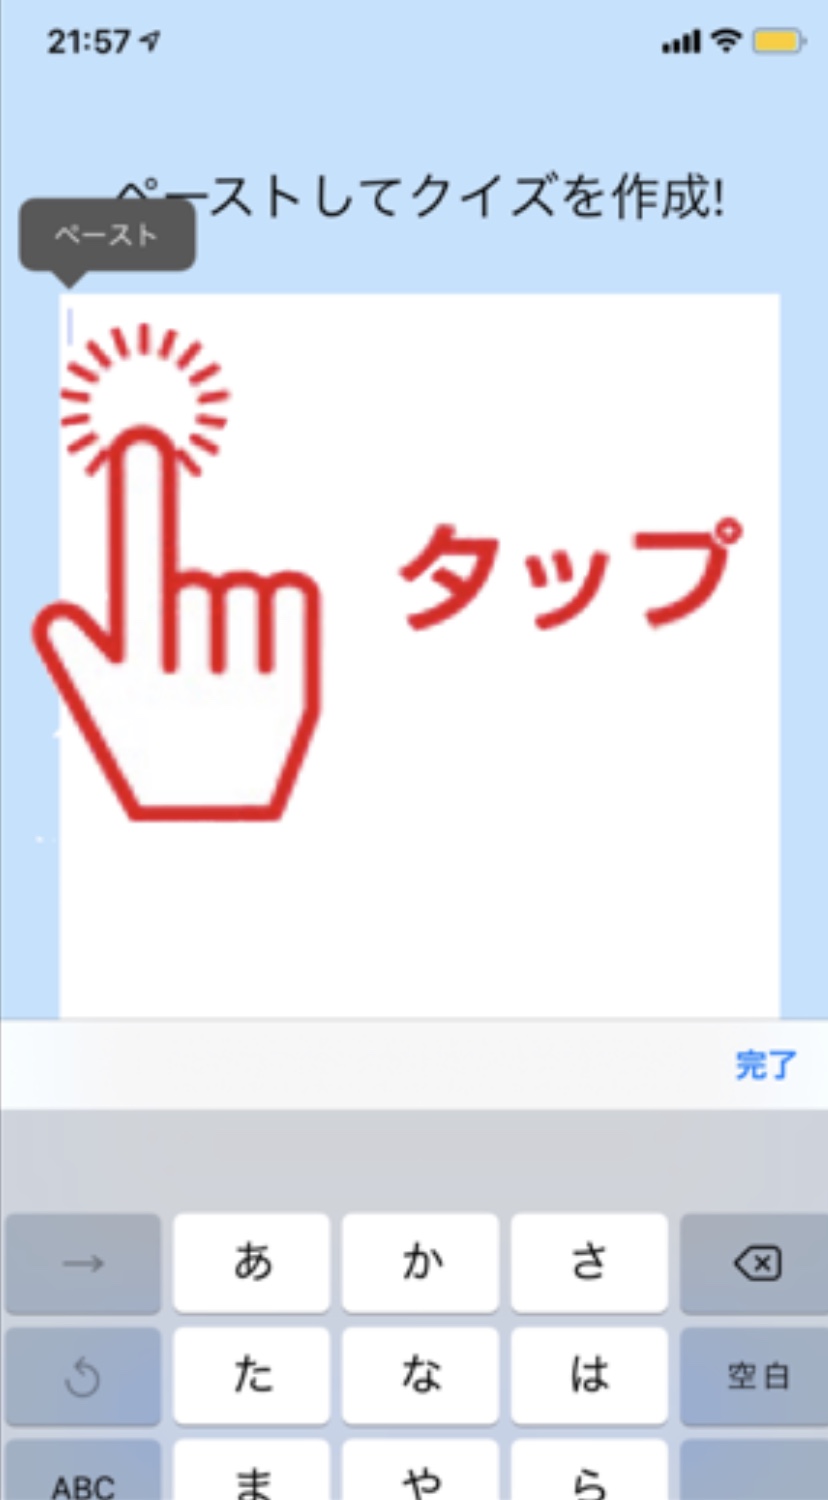 21:57
ペーストしてクイズを作成!
ペースト
タップ
完了
→ あ か さ
た な は 空白
ABC ま や ら